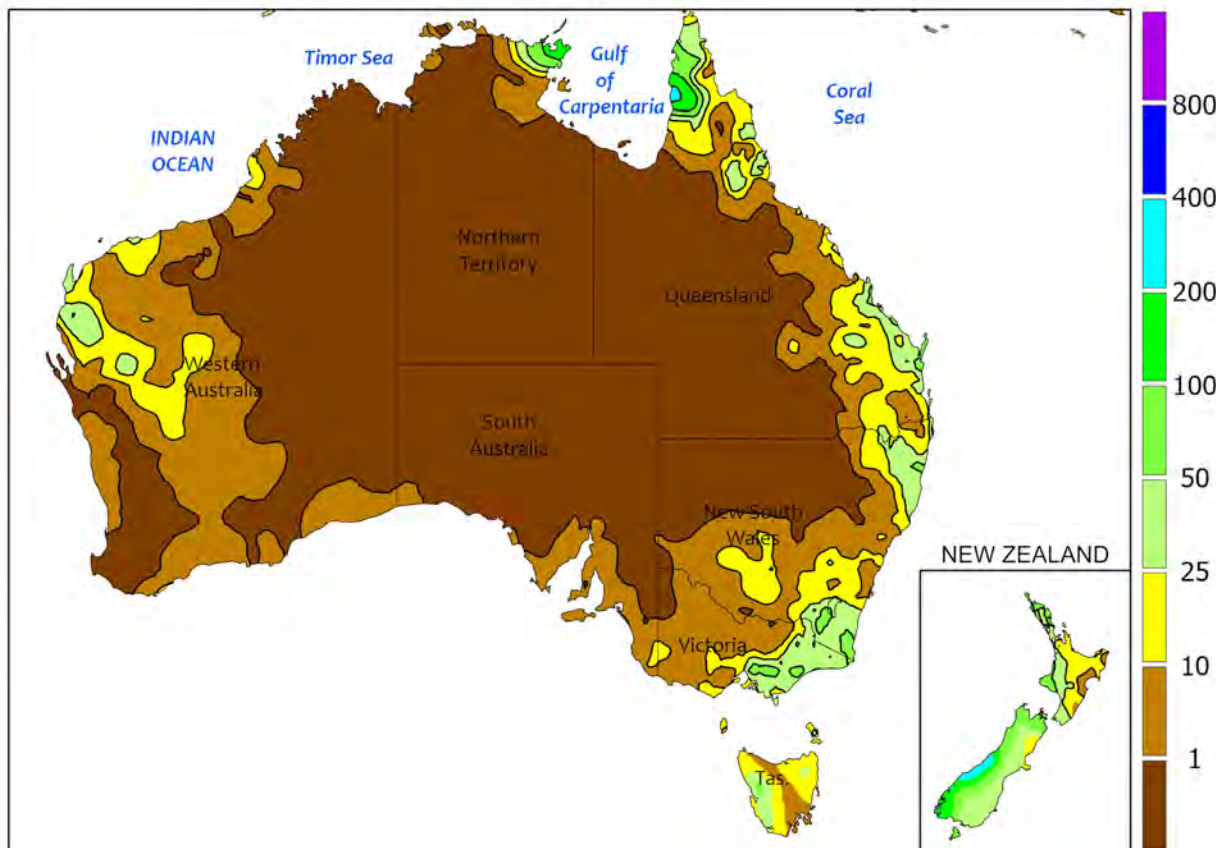 Timor Sea
Gulf
of
Carpentaria
Coral
Sea
INDIAN
OCEAN
Northern
Territory
Queensland
Western
Australia
South
Australia
New South
Wales
Victoria
Tas.
NEW ZEALAND
800
400
200
100
50
25
10
1